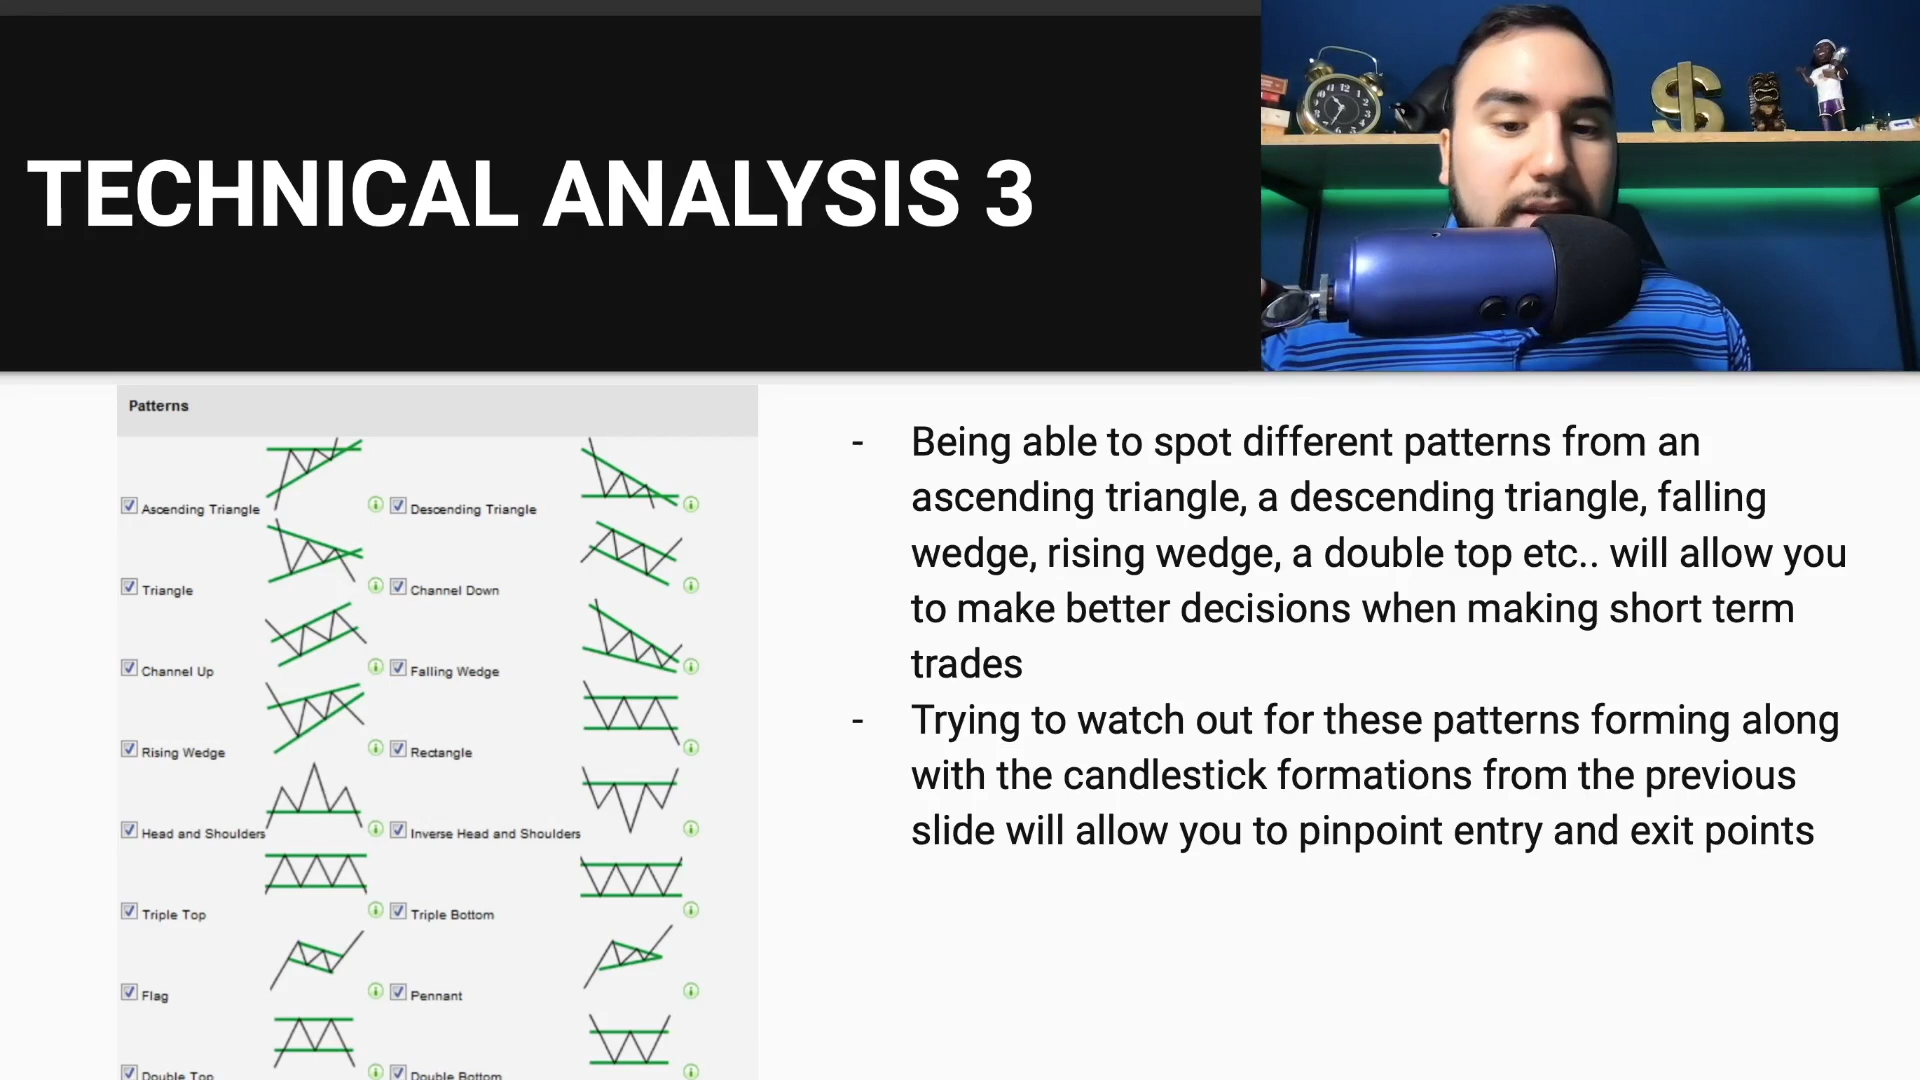 TECHNICAL ANALYSIS 3
Patterns
Ascending Triangle
Descending Triangle
Triangle
Channel Down
Channel Up
Falling Wedge
Rising Wedge
Rectangle
Head and Shoulders
Inverse Head and Shoulders
Triple Top
Triple Bottom
Flag
Pennant
Double Top
Double Bottom
- Being able to spot different patterns from an
ascending triangle, a descending triangle, falling
wedge, rising wedge, a double top etc.. will allow you
to make better decisions when making short term
trades
- Trying to watch out for these patterns forming along
with the candlestick formations from the previous
slide will allow you to pinpoint entry and exit points